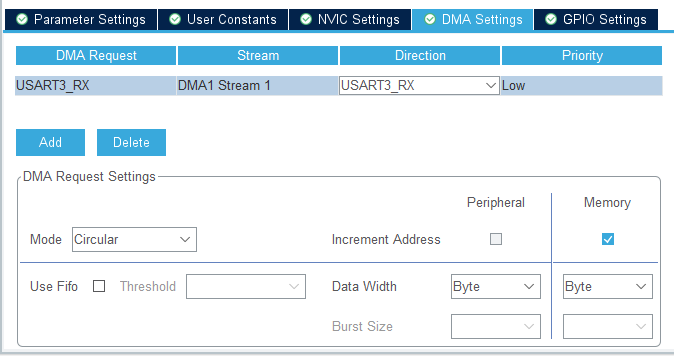 Parameter Settings User Constants NVIC Settings DMA Settings GPIO Settings
DMA Request Stream Direction Priority
USART3_RX DMA1 Stream 1 USART3_RX Low
Add Delete
DMA Request Settings
Peripheral Memory
Mode Circular Increment Address
Use Fifo Threshold Data Width Byte Byte
Burst Size